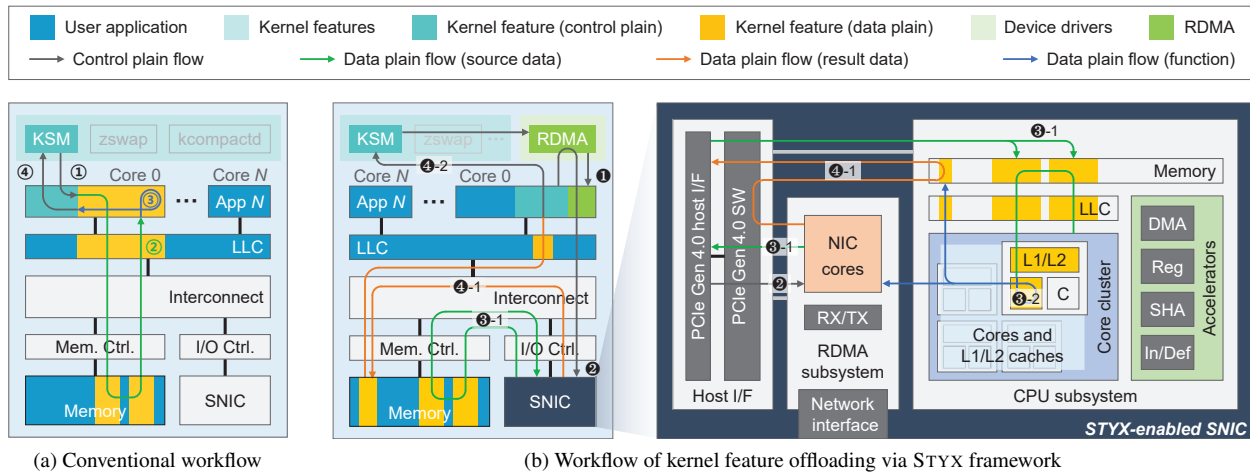 User application
Kernel features
Kernel feature (control plain)
Kernel feature (data plain)
Device drivers
RDMA
Control plain flow
Data plain flow (source data)
Data plain flow (result data)
Data plain flow (function)
KSM
zswap
kcompactd
④
①
Core 0
Core N
③
App N
②
LLC
Interconnect
Mem. Ctrl.
I/O Ctrl.
Memory
SNIC
(a) Conventional workflow
KSM
zswap
...
RDMA
❹-2
❶
Core N
Core 0
App N
LLC
❹-1
Interconnect
❸-1
Mem. Ctrl.
I/O Ctrl.
❷
Memory
SNIC
PCIe Gen 4.0 host I/F
PCIe Gen 4.0 SW
Host I/F
❸-1
❹-1
Memory
LLC
NIC
cores
❸-1
❷
RX/TX
RDMA
subsystem
Network
interface
L1/L2
C
❸-2
Cores and
L1/L2 caches
Core cluster
DMA
Reg
SHA
In/Def
Accelerators
CPU subsystem
STYX-enabled SNIC
(b) Workflow of kernel feature offloading via STYX framework